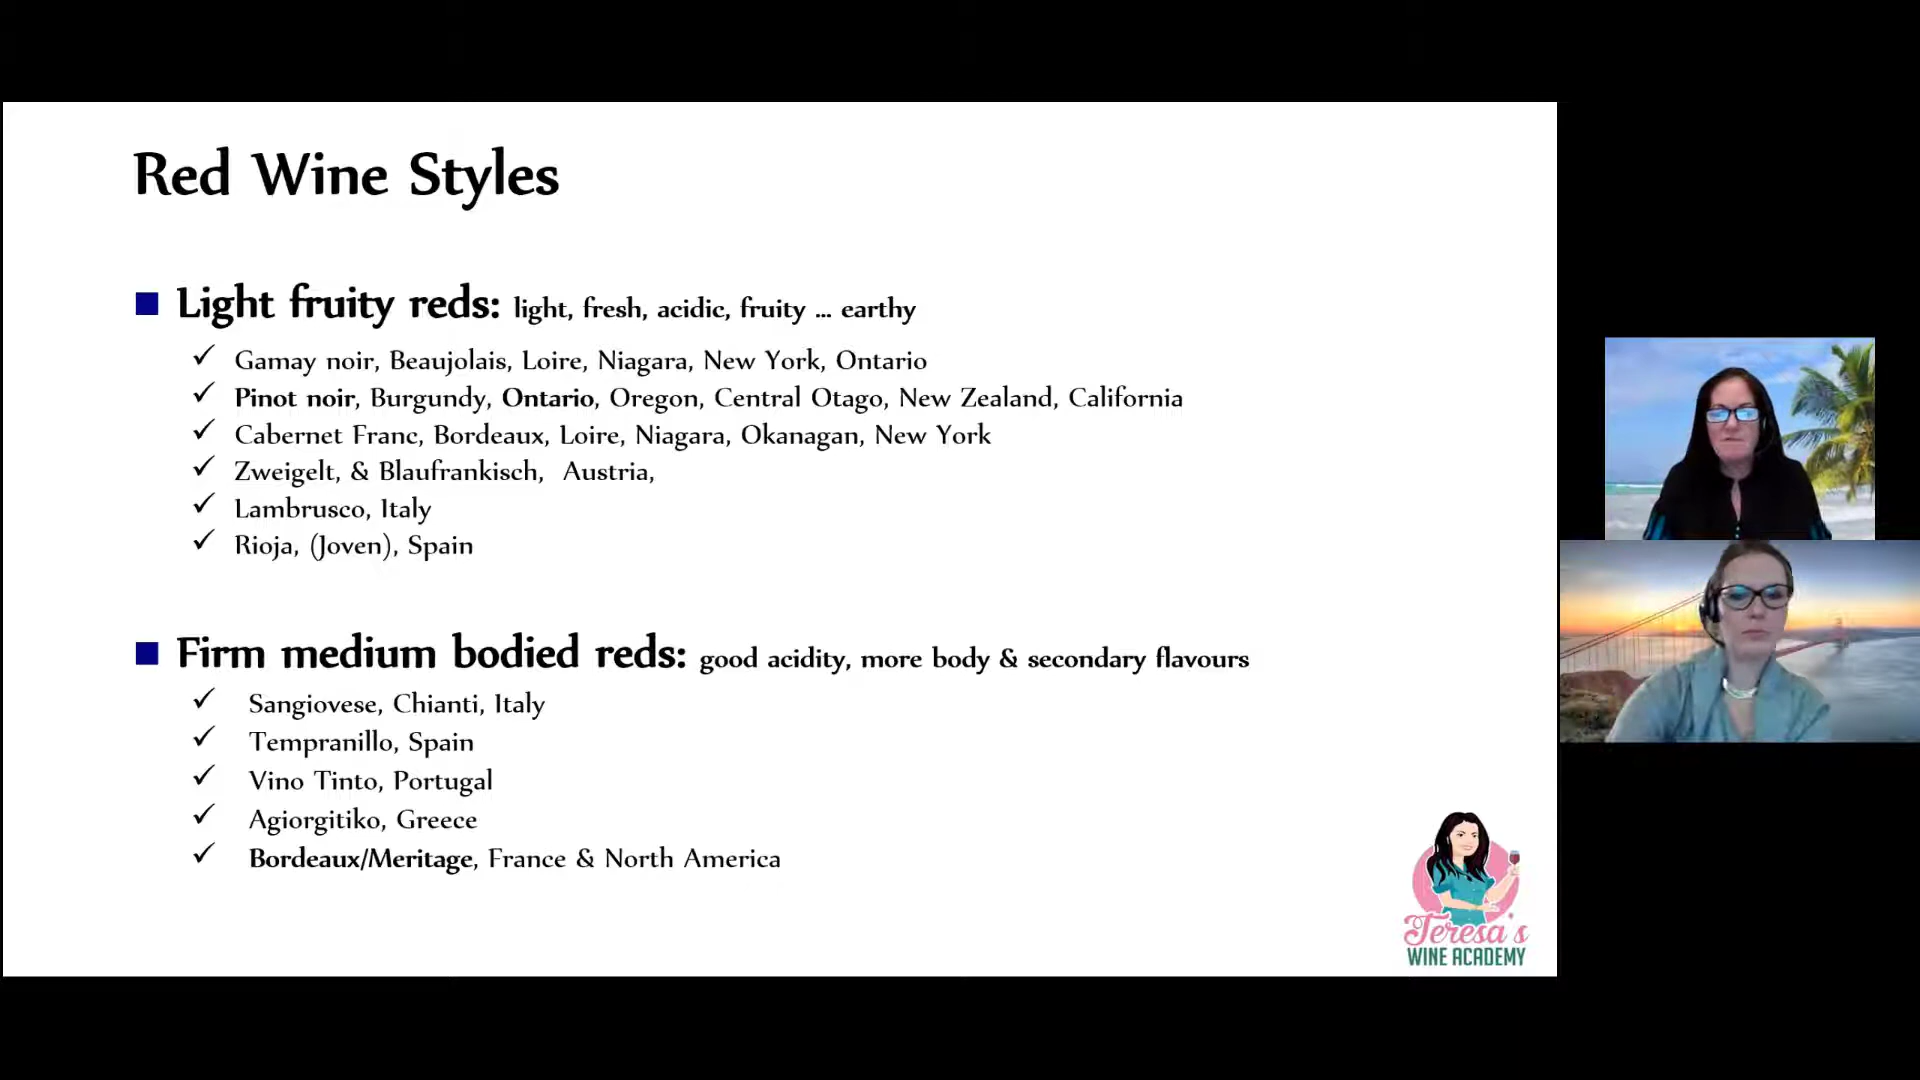 Red Wine Styles
Light fruity reds: light, fresh, acidic, fruity ... earthy
Gamay noir, Beaujolais, Loire, Niagara, New York, Ontario
Pinot noir, Burgundy, Ontario, Oregon, Central Otago, New Zealand, California
Cabernet Franc, Bordeaux, Loire, Niagara, Okanagan, New York
Zweigelt, & Blaufrankisch, Austria,
Lambrusco, Italy
Rioja, (Joven), Spain
Firm medium bodied reds: good acidity, more body & secondary flavours
Sangiovese, Chianti, Italy
Tempranillo, Spain
Vino Tinto, Portugal
Agiorgitiko, Greece
Bordeaux/Meritage, France & North America
Teresa's
WINE ACADEMY